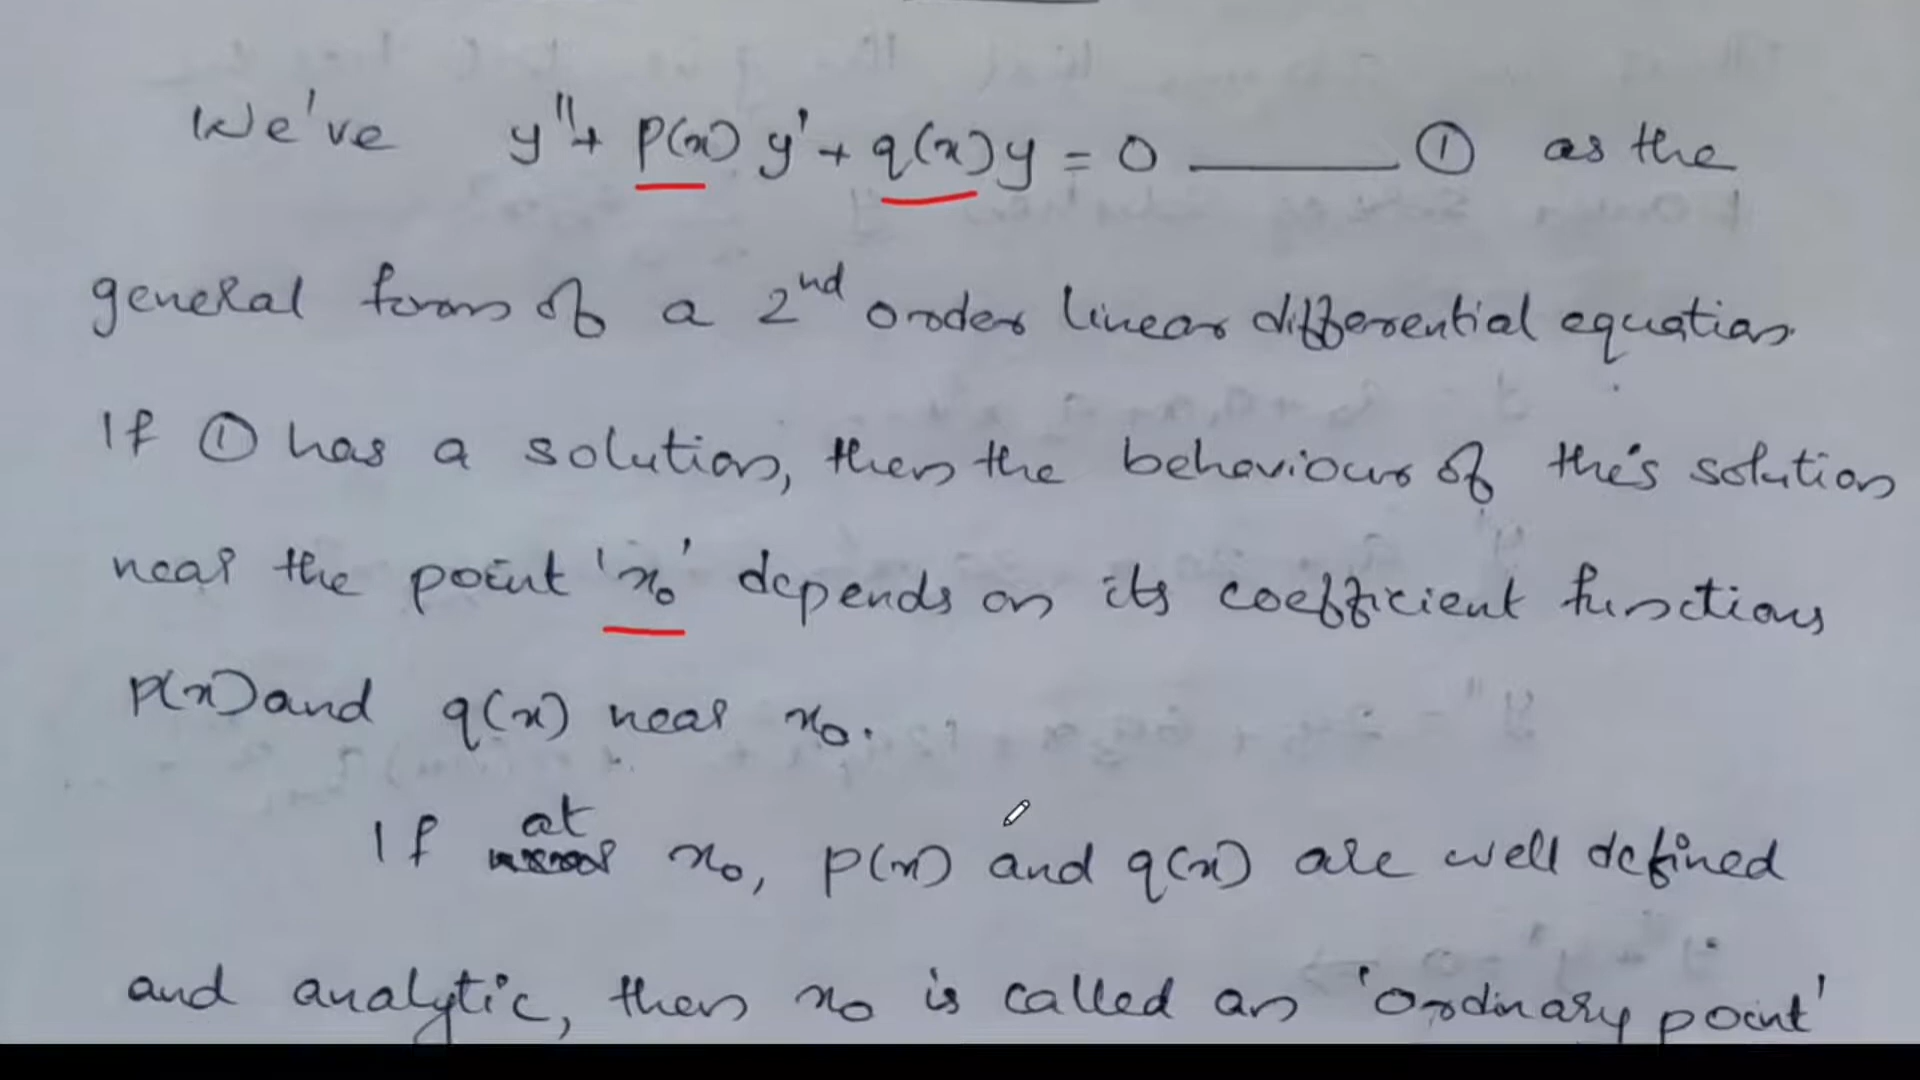 We've y'' + p(x) y' + q(x) y = 0 ——— ① as the
general form of a 2nd order linear differential equation.
If ① has a solution, then the behaviour of this solution
near the point 'x₀' depends on its coefficient functions
p(x) and q(x) near x₀.
If at x₀, p(x) and q(x) are well defined
and analytic, then x₀ is called an 'ordinary point'